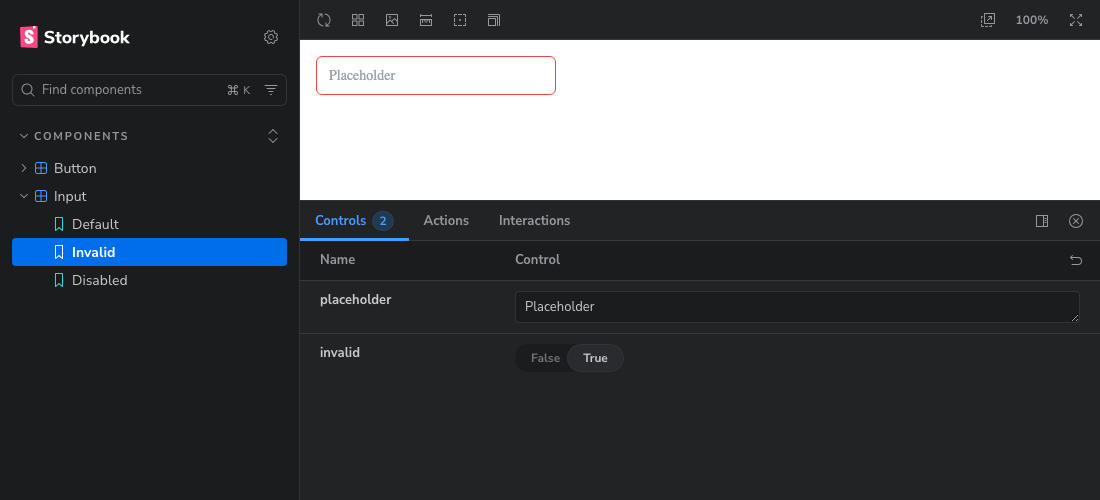 Storybook
Find components ⌘ K
COMPONENTS
Button
Input
Default
Invalid
Disabled
100%
Placeholder
Controls 2 Actions Interactions
Name Control
placeholder Placeholder
invalid False True